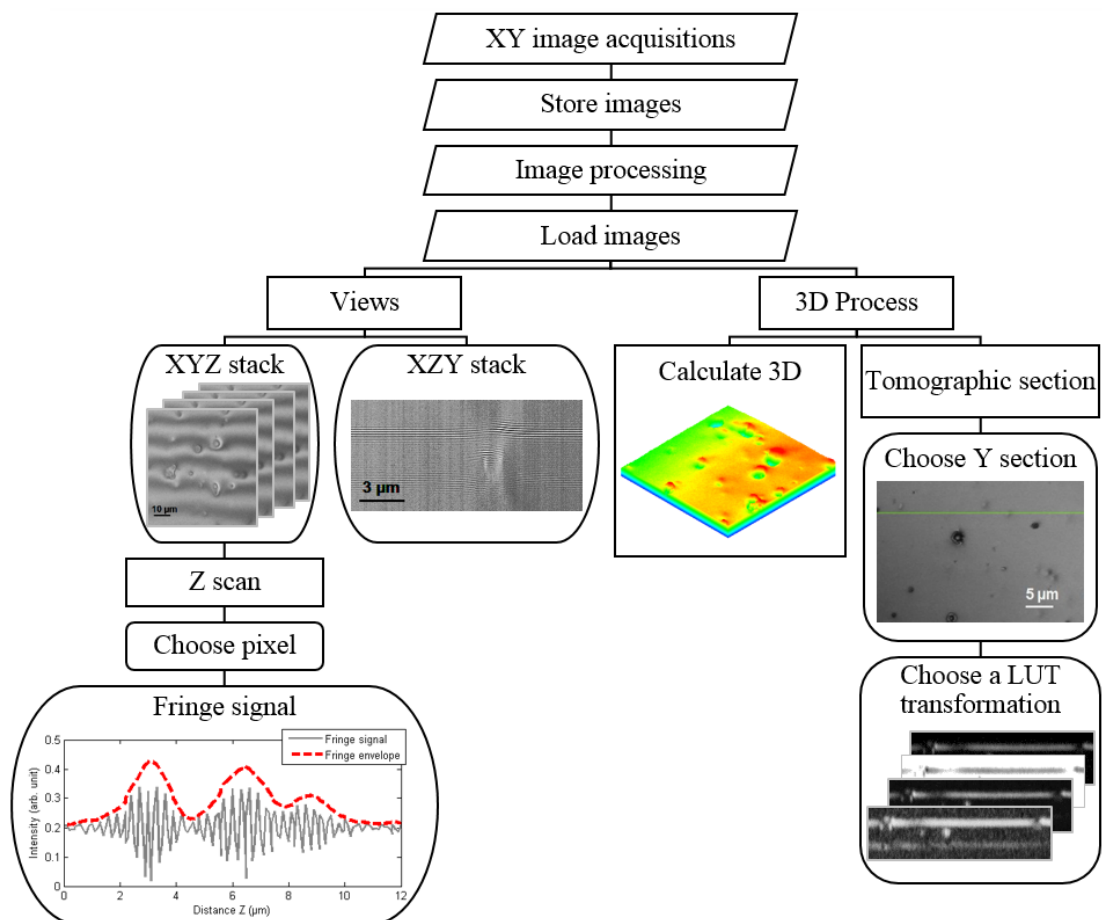 XY image acquisitions
Store images
Image processing
Load images
Views
3D Process
XYZ stack
10 µm
XZY stack
3 µm
Calculate 3D
Tomographic section
Choose Y section
5 µm
Z scan
Choose pixel
Choose a LUT
transformation
Fringe signal
Fringe signal
Fringe envelope
Intensity (arb. unit)
0.5
0.4
0.3
0.2
0.1
0
0 2 4 6 8 10 12
Distance Z (µm)